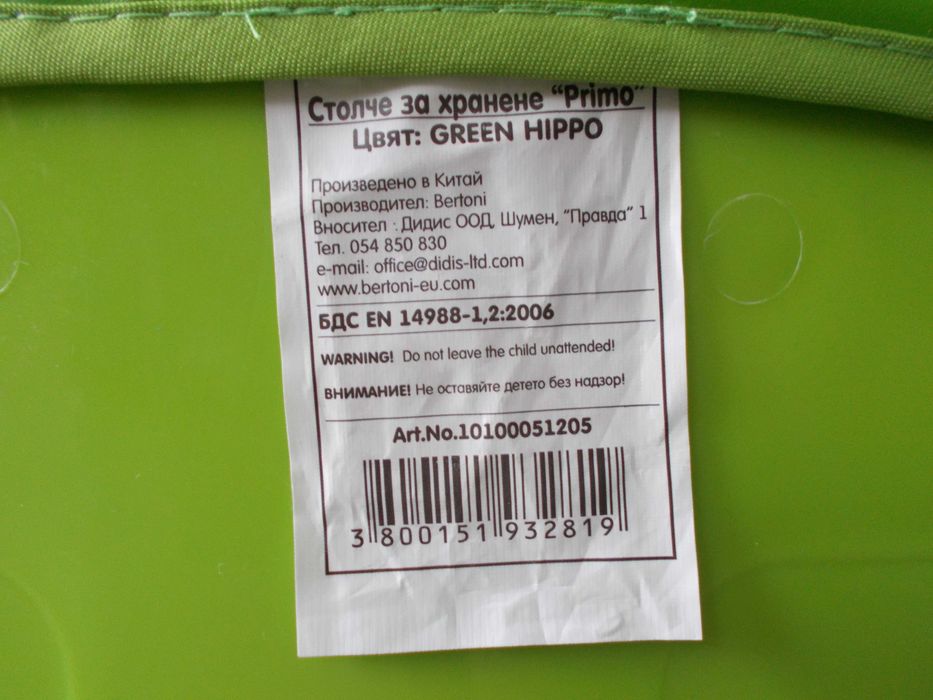 Столче за хранене “Primo”
Цвят: GREEN HIPPO
Произведено в Китай
Производител: Bertoni
Вносител : Дидис ООД, Шумен, “Правда” 1
Тел. 054 850 830
e-mail: office@didis-ltd.com
www.bertoni-eu.com
БДС EN 14988-1,2:2006
WARNING! Do not leave the child unattended!
ВНИМАНИЕ! Не оставяйте детето без надзор!
Art.No.10100051205
3 800151 932819